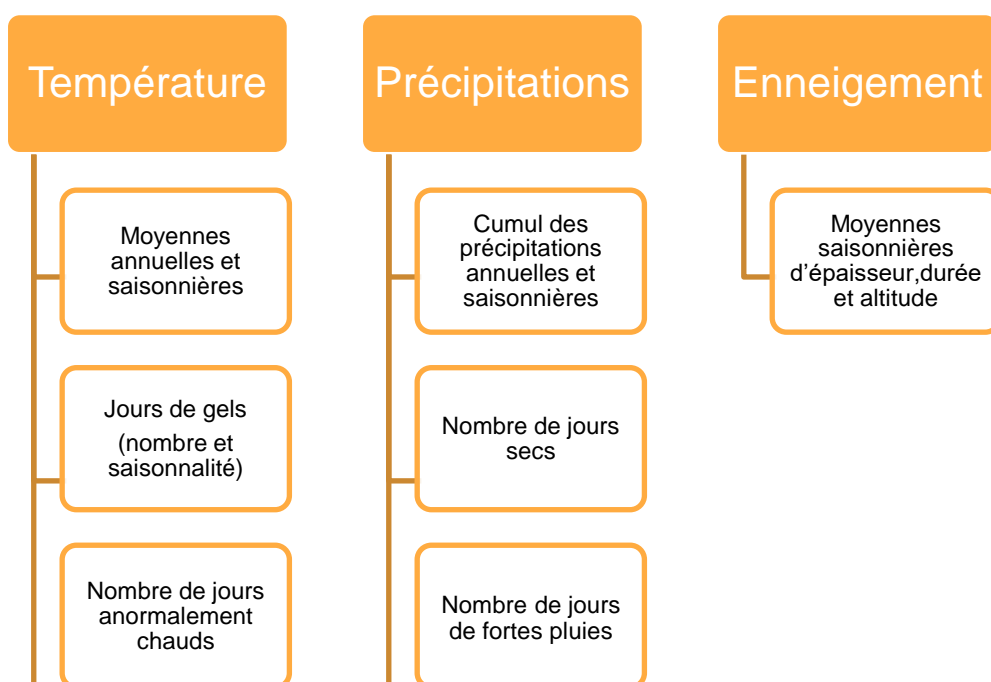 Température
Moyennes
annuelles et
saisonnières
Jours de gels
(nombre et
saisonnalité)
Nombre de jours
anormalement
chauds
Précipitations
Cumul des
précipitations
annuelles et
saisonnières
Nombre de jours
secs
Nombre de jours
de fortes pluies
Enneigement
Moyennes
saisonnières
d'épaisseur,durée
et altitude